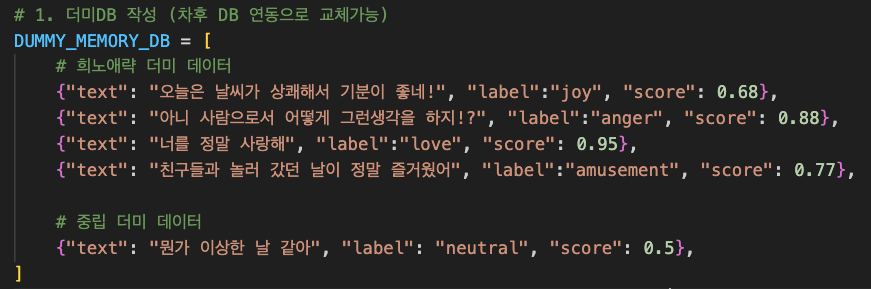 # 1. 더미DB 작성 (차후 DB 연동으로 교체가능)
DUMMY_MEMORY_DB = [
# 희노애략 더미 데이터
{"text": "오늘은 날씨가 상쾌해서 기분이 좋네!", "label":"joy", "score": 0.68},
{"text": "아니 사람으로서 어떻게 그런생각을 하지!?", "label":"anger", "score": 0.88},
{"text": "너를 정말 사랑해", "label":"love", "score": 0.95},
{"text": "친구들과 놀러 갔던 날이 정말 즐거웠어", "label":"amusement", "score": 0.77},
# 중립 더미 데이터
{"text": "뭔가 이상한 날 같아", "label": "neutral", "score": 0.5},
]